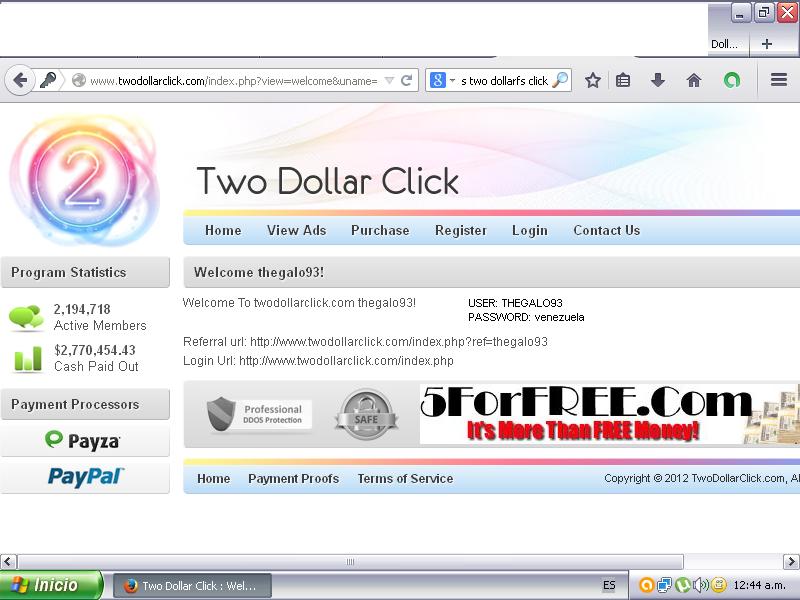 Doll...
www.twodollarclick.com/index.php?view=welcome&uname=
s two dollarfs click
2
Two Dollar Click
Home View Ads Purchase Register Login Contact Us
Program Statistics
Welcome thegalo93!
2,194,718
Active Members
$2,770,454.43
Cash Paid Out
Welcome To twodollarclick.com thegalo93!
USER: THEGALO93
PASSWORD: venezuela
Referral url: http://www.twodollarclick.com/index.php?ref=thegalo93
Login Url: http://www.twodollarclick.com/index.php
Payment Processors
Payza
PayPal
Professional
DDOS Protection
SAFE
5ForFREE.Com
It's More Than FREE Money!
Home Payment Proofs Terms of Service
Copyright © 2012 TwoDollarClick.com, Al
Inicio
Two Dollar Click : Wel...
ES
12:44 a.m.